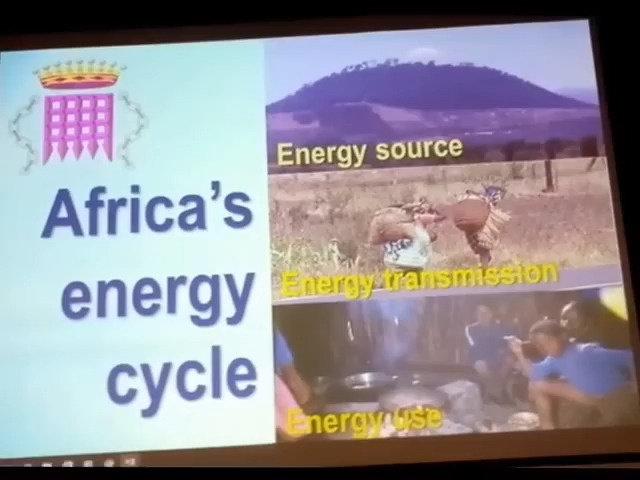 Africa's
energy
cycle
Energy source
Energy transmission
Energy use